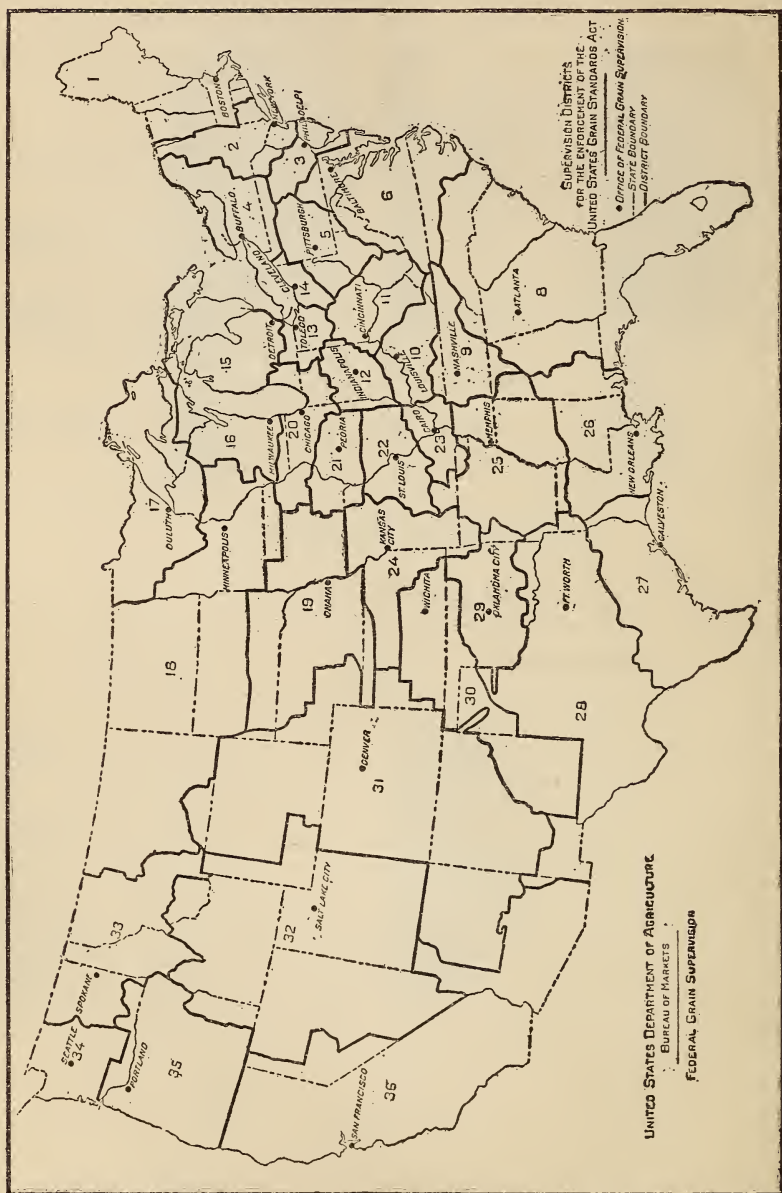 SUPERVISION DISTRICTS
FOR THE ENFORCEMENT OF THE
UNITED STATES GRAIN STANDARDS ACT
OFFICE OF FEDERAL GRAIN SUPERVISION
STATE BOUNDARY
DISTRICT BOUNDARY
UNITED STATES DEPARTMENT OF AGRICULTURE
BUREAU OF MARKETS
FEDERAL GRAIN SUPERVISION
1
BOSTON
2
NEW YORK
3
PHILADELPI
4
BUFFALO
5
PITTSBURGH
6
BALTIMORE
8
ATLANTA
9
NASHVILLE
10
LOUISVILLE
11
CINCINNATI
12
INDIANAPOLIS
13
TOLEDO
14
CLEVELAND
15
DETROIT
16
MILWAUKEE
17
DULUTH
MINNEAPOLIS
18
19
OMAHA
20
CHICAGO
21
PEORIA
22
ST. LOUIS
23
CAIRO
24
KANSAS
CITY
WICHITA
25
MEMPHIS
26
NEW ORLEANS
27
GALVESTON
28
FT. WORTH
29
OKLAHOMA CITY
30
31
DENVER
32
SALT LAKE CITY
33
SPOKANE
SEATTLE
34
35
PORTLAND
SAN FRANCISCO